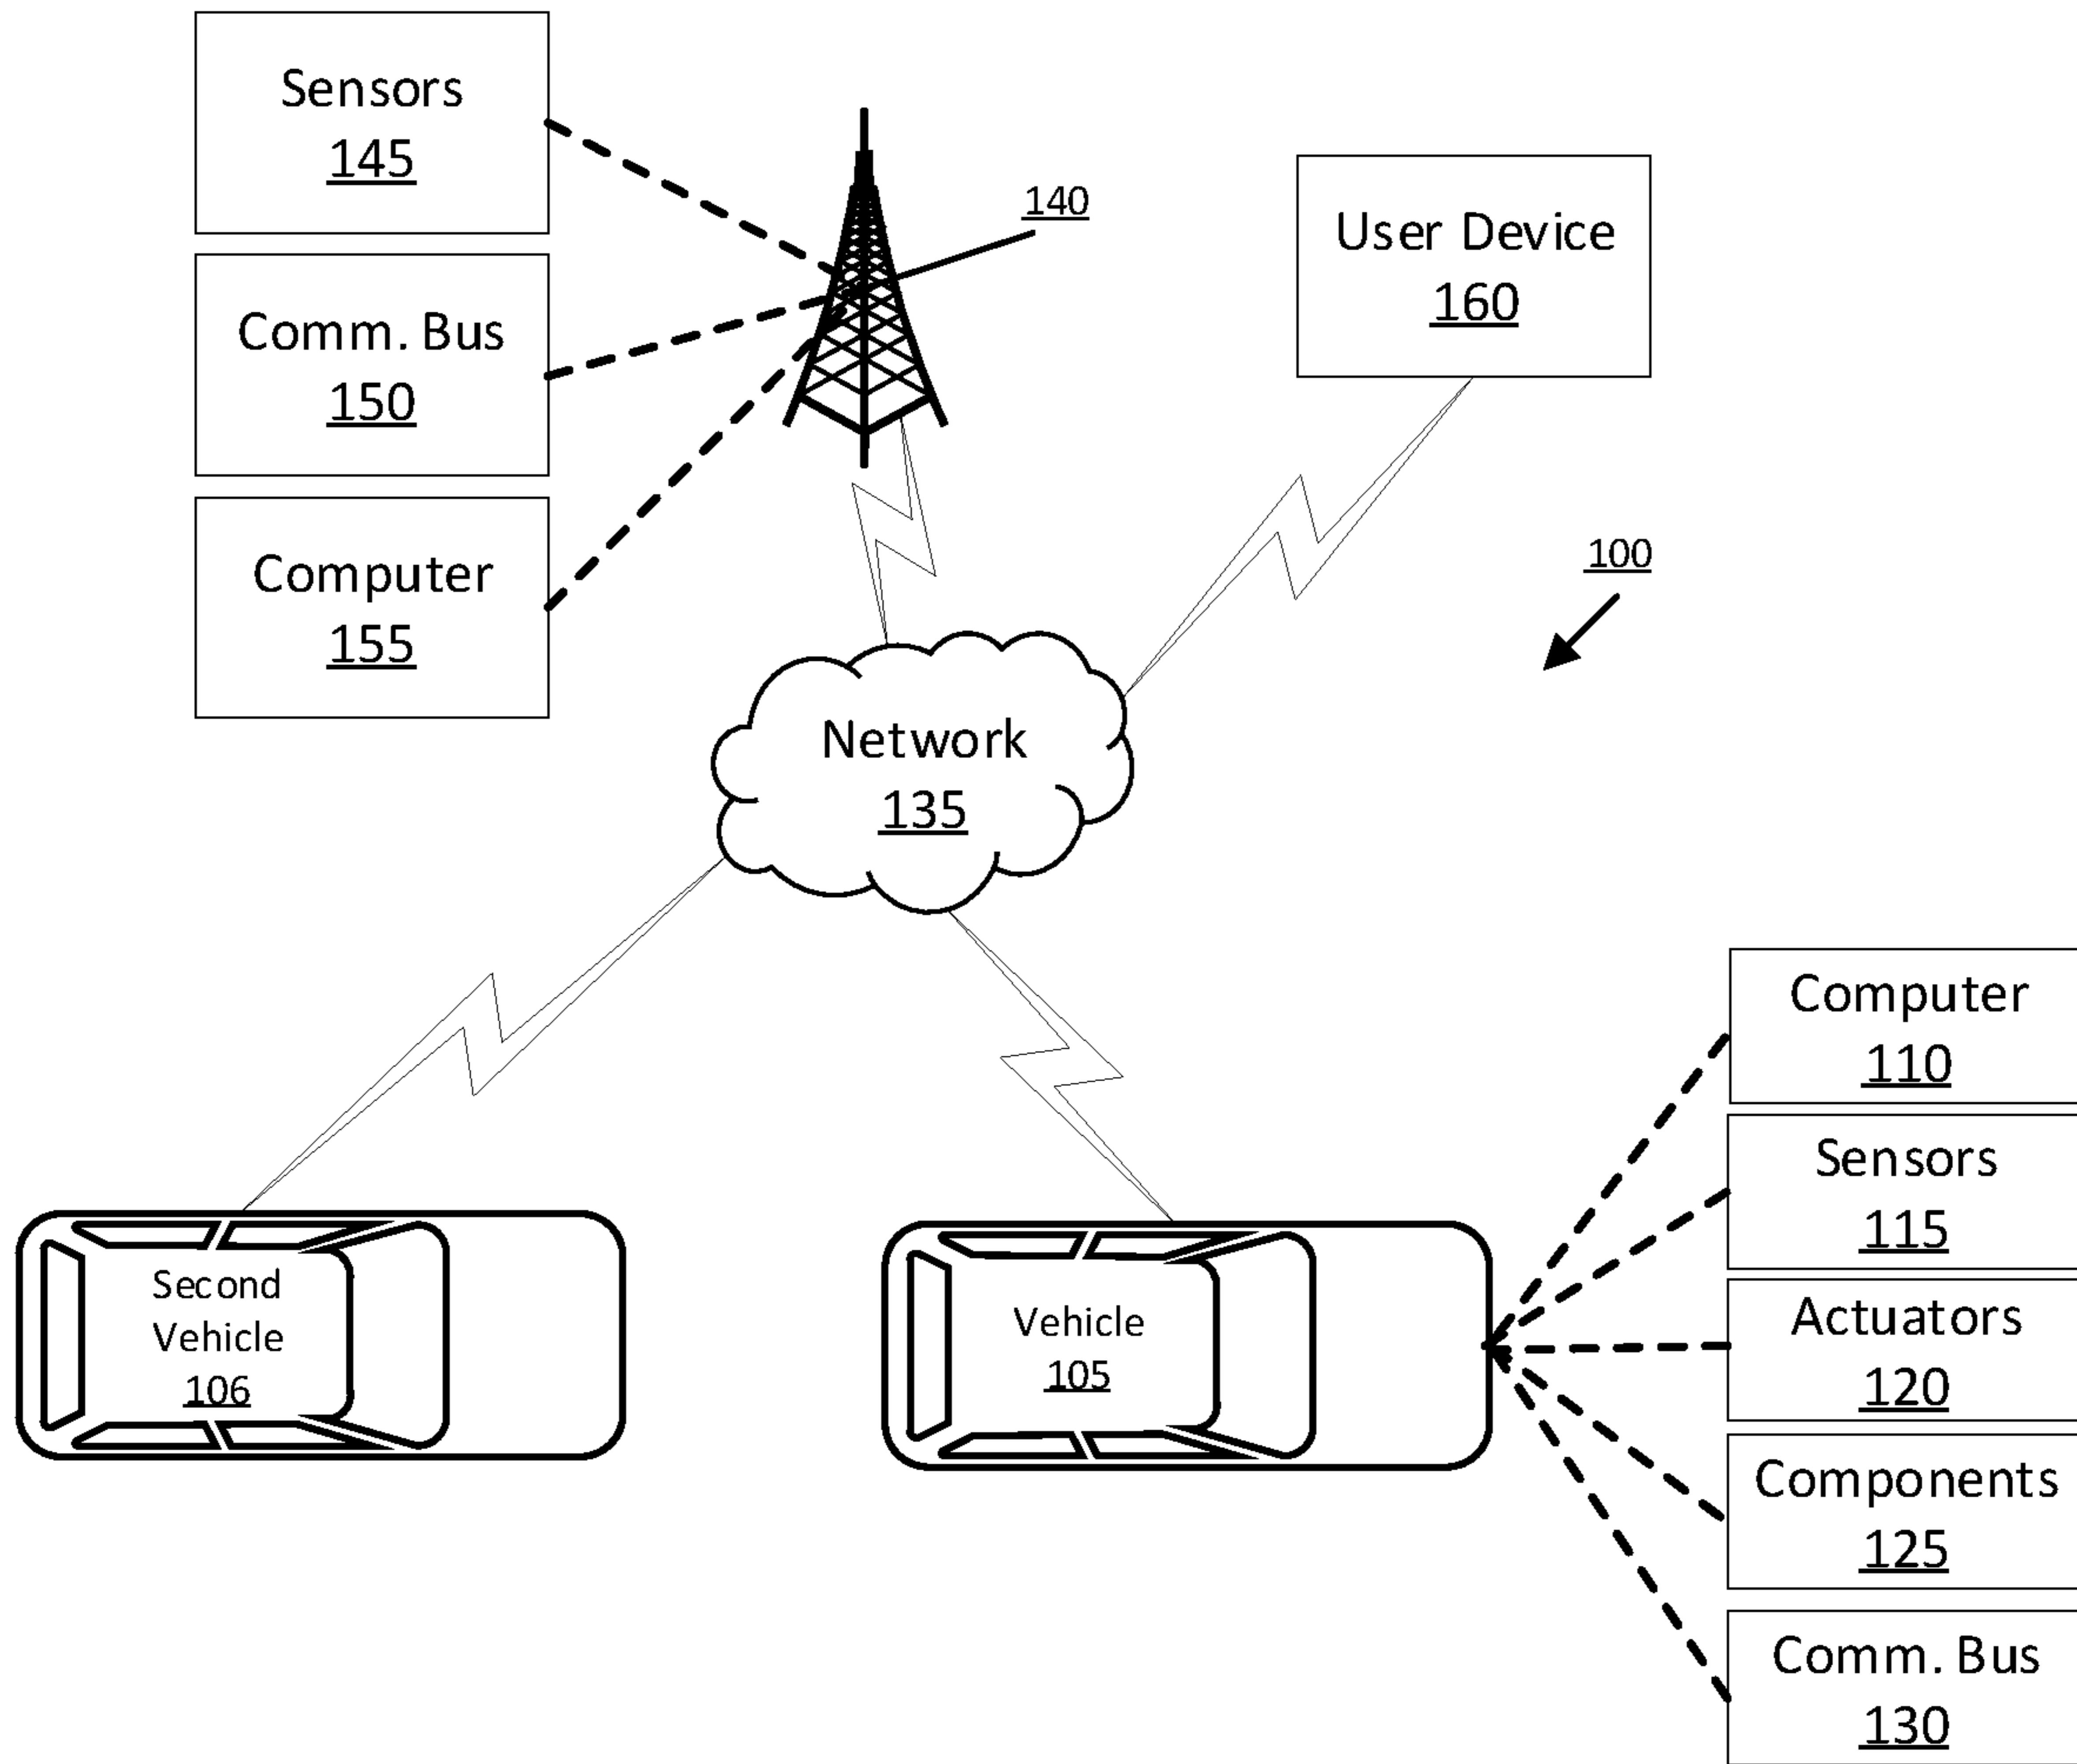 Sensors
145
140
User Device
160
Comm. Bus
150
Computer
155
100
Network
135
Computer
110
Sensors
115
Actuators
120
Components
125
Comm. Bus
130
Second
Vehicle
106
Vehicle
105